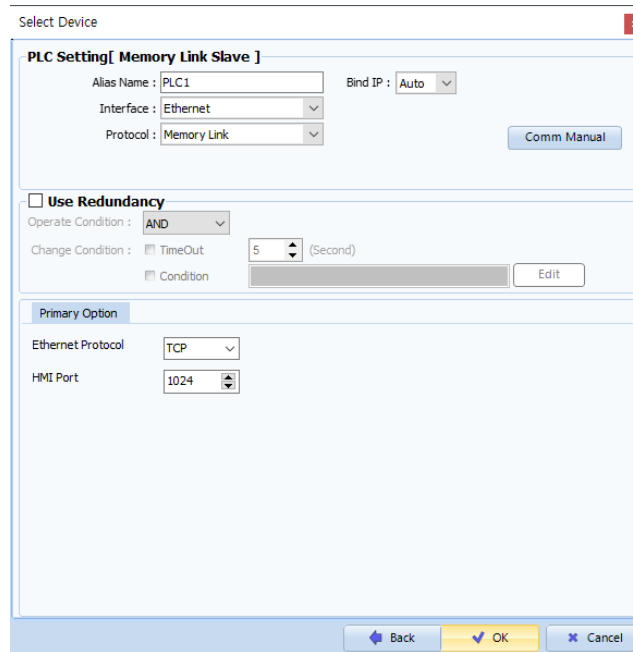 Select Device
PLC Setting[ Memory Link Slave ]
Alias Name : PLC1 Bind IP : Auto
Interface : Ethernet
Protocol : Memory Link
Comm Manual
Use Redundancy
Operate Condition : AND
Change Condition : TimeOut 5 (Second)
Condition Edit
Primary Option
Ethernet Protocol TCP
HMI Port 1024
Back OK Cancel